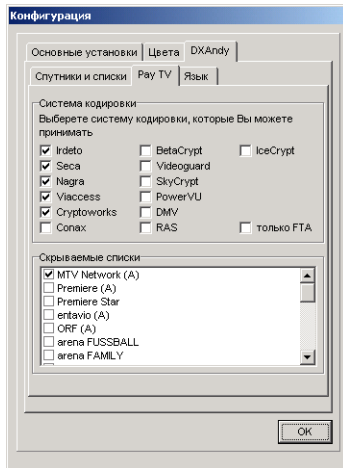 Конфигурация
Основные установки Цвета DXAndy
Спутники и списки Pay TV Язык
Система кодировки
Выберете систему кодировки, которые Вы можете
принимать
Irdeto BetaCrypt IceCrypt
Seca Videoguard
Nagra SkyCrypt
Viaccess PowerVU
Cryptoworks DMV
Conax RAS только FTA
Скрываемые списки
MTV Network (A)
Premiere (A)
Premiere Star
entavio (A)
ORF (A)
arena FUSSBALL
arena FAMILY
OK